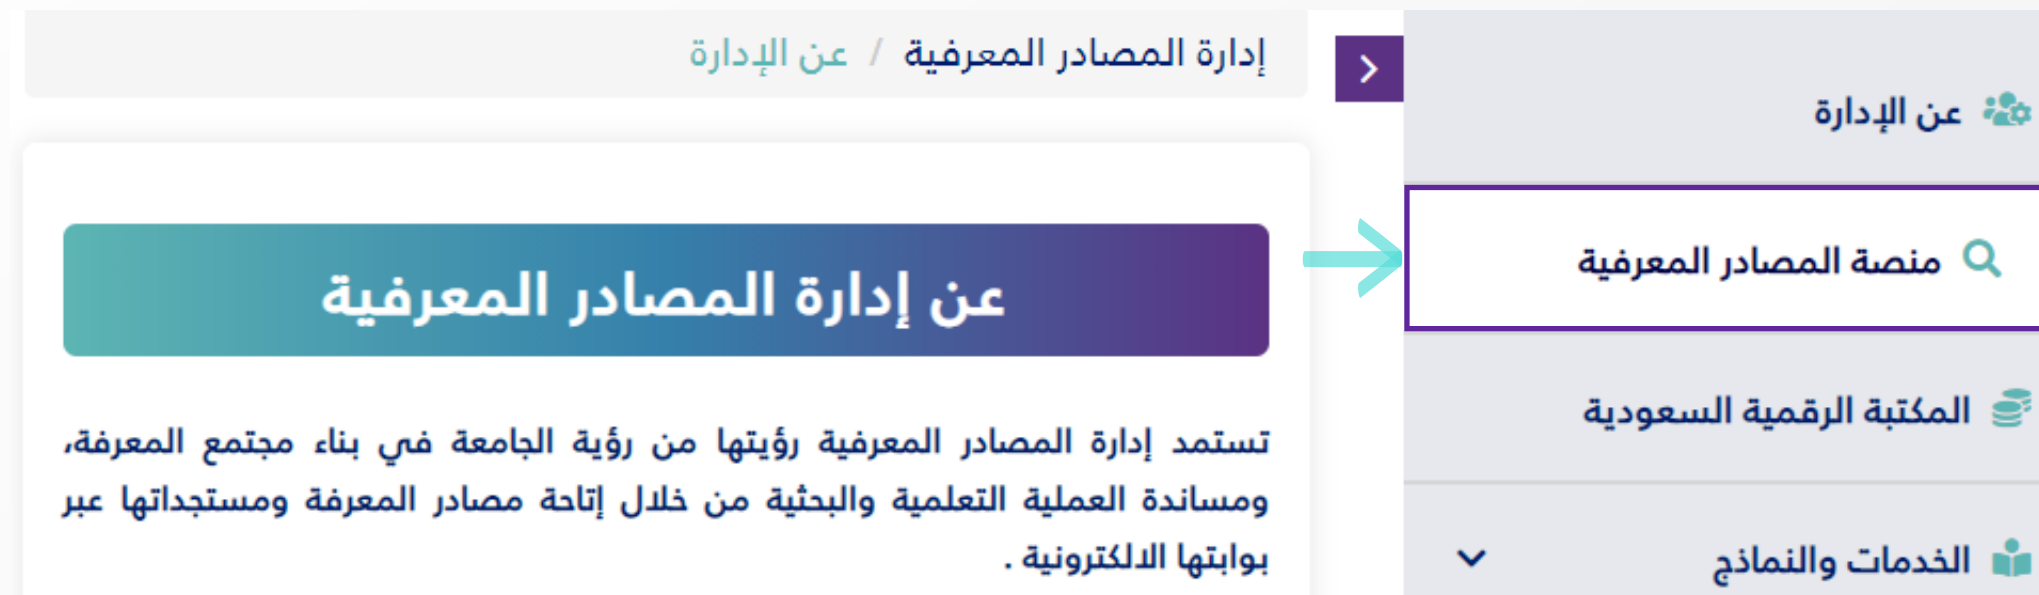 عن الإدارة
منصة المصادر المعرفية
المكتبة الرقمية السعودية
الخدمات والنماذج
إدارة المصادر المعرفية / عن الإدارة
عن إدارة المصادر المعرفية
تستمد إدارة المصادر المعرفية رؤيتها من رؤية الجامعة في بناء مجتمع المعرفة،
ومساندة العملية التعلمية والبحثية من خلال إتاحة مصادر المعرفة ومستجداتها عبر
بوابتها الالكترونية .